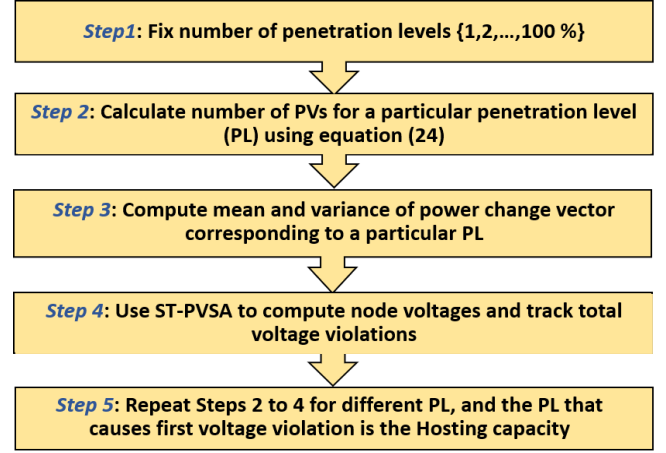 Step1: Fix number of penetration levels {1,2,...,100 %}
Step 2: Calculate number of PVs for a particular penetration level
(PL) using equation (24)
Step 3: Compute mean and variance of power change vector
corresponding to a particular PL
Step 4: Use ST-PVSA to compute node voltages and track total
voltage violations
Step 5: Repeat Steps 2 to 4 for different PL, and the PL that
causes first voltage violation is the Hosting capacity